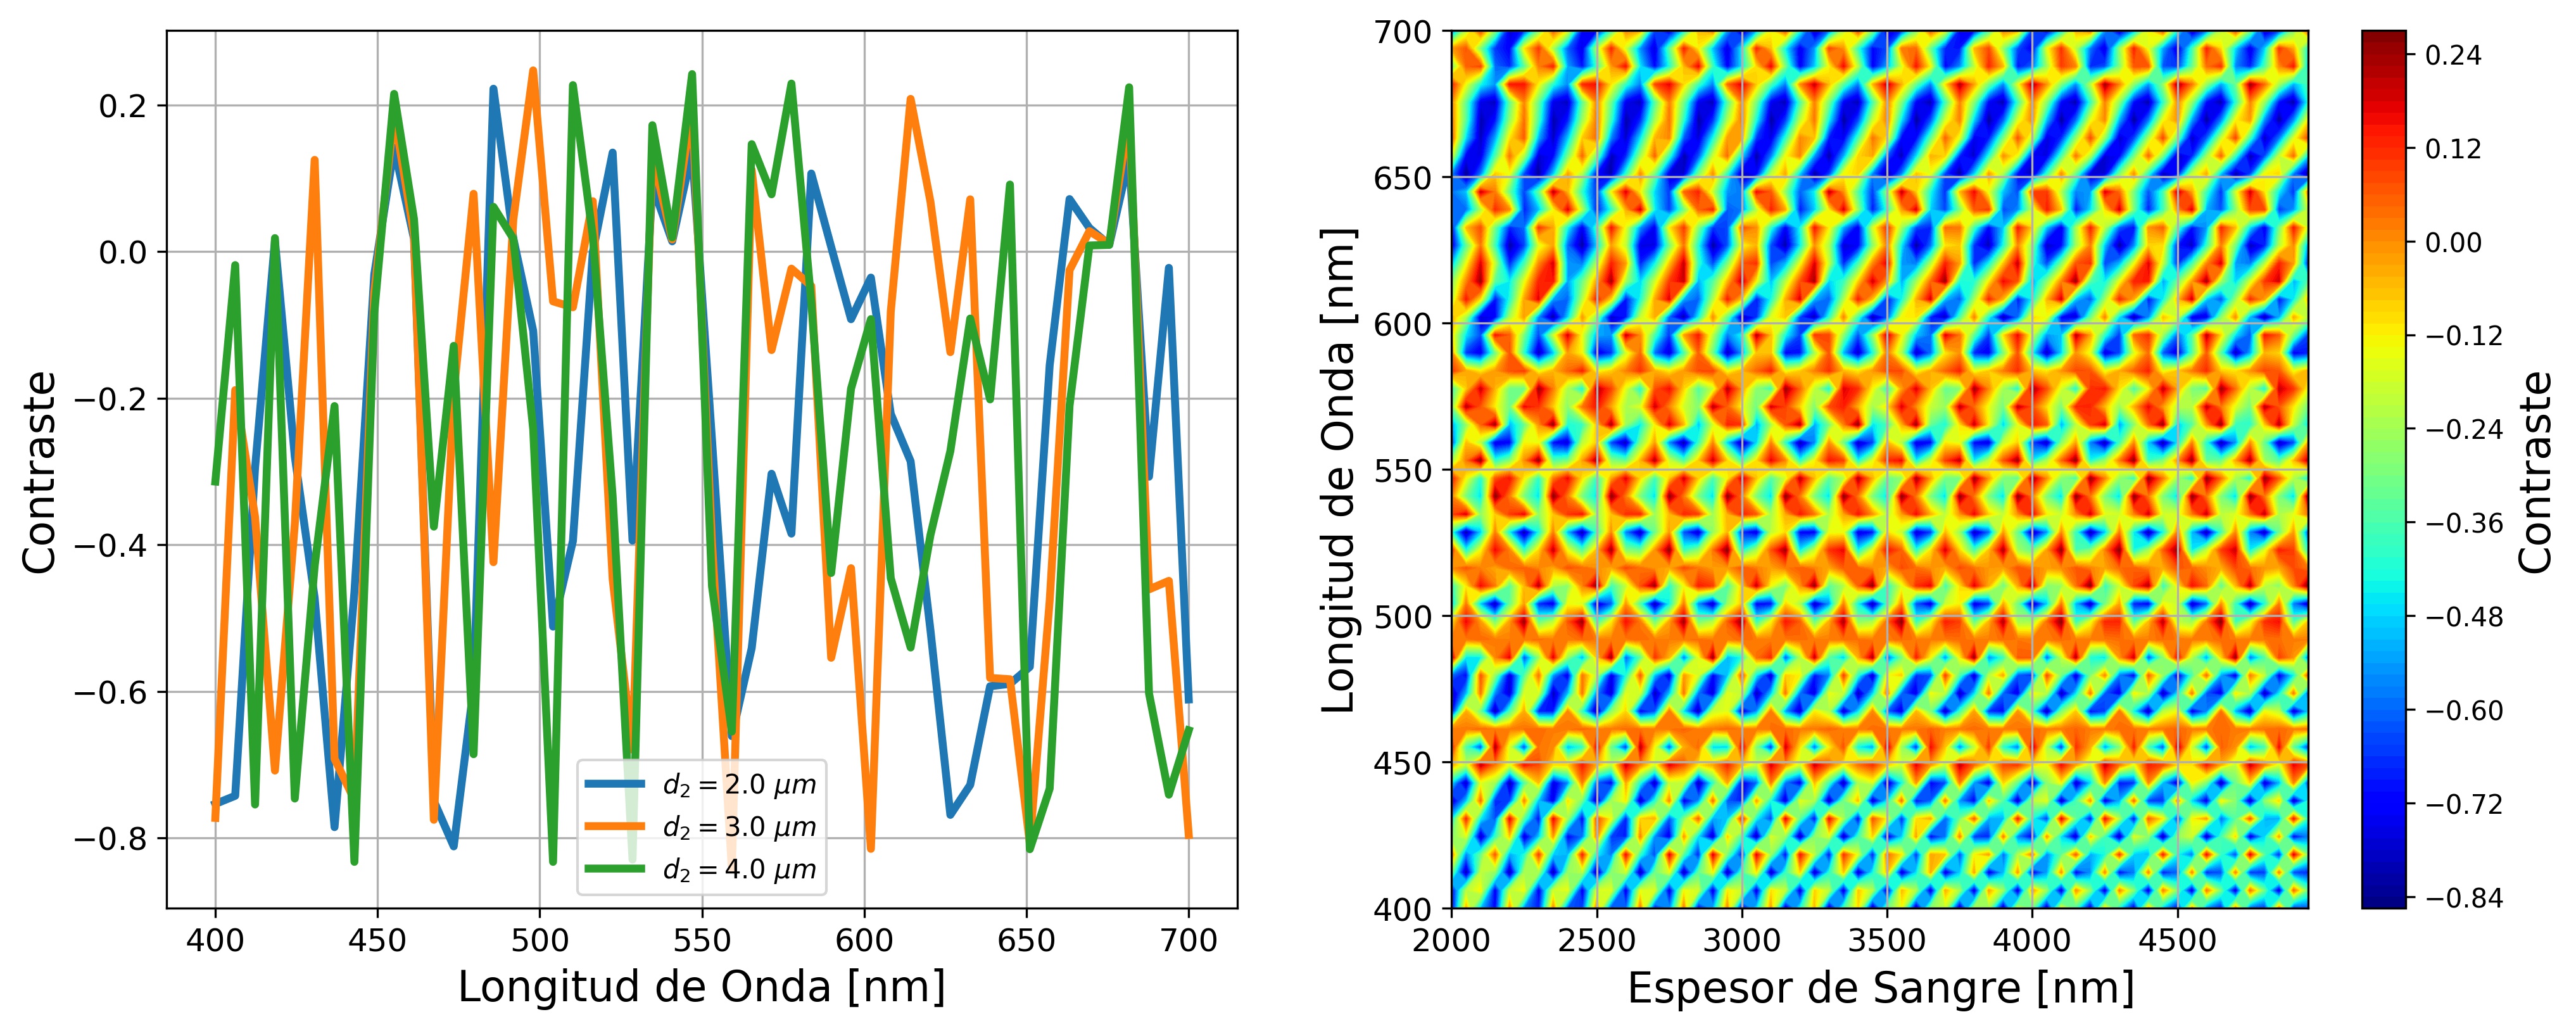 Contraste
0.2
0.0
−0.2
−0.4
−0.6
−0.8
d₂ = 2.0 μm
d₂ = 3.0 μm
d₂ = 4.0 μm
400 450 500 550 600 650 700
Longitud de Onda [nm]
Longitud de Onda [nm]
700
650
600
550
500
450
400
2000 2500 3000 3500 4000 4500
Espesor de Sangre [nm]
0.24
0.12
0.00
−0.12
−0.24
−0.36
−0.48
−0.60
−0.72
−0.84
Contraste